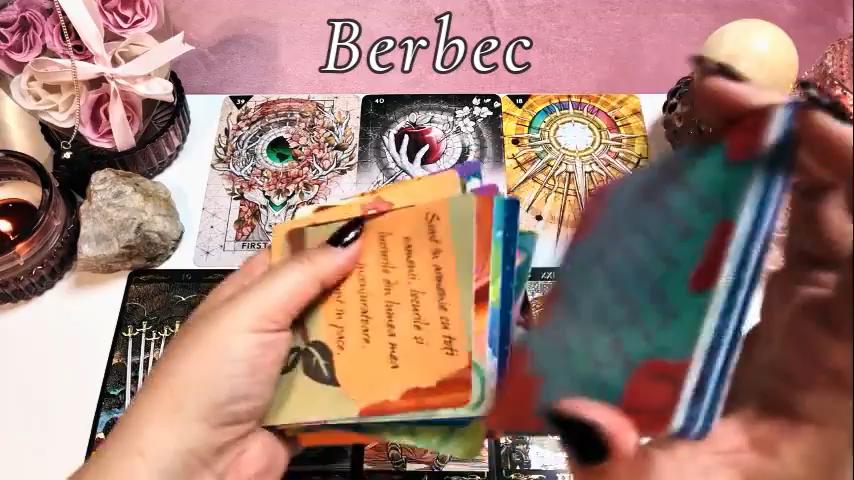 Berbec
39
40
18
FIRST
XXI
Sunt în armonie cu toți
oamenii, locurile și
lucrurile din lumea mea
înconjurătoare.
Sunt în pace.